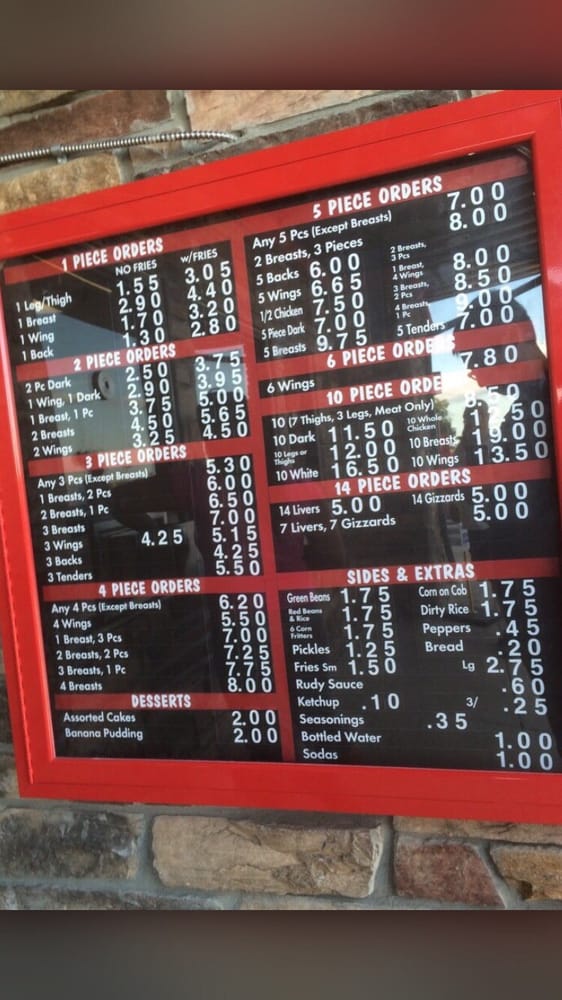 1 PIECE ORDERS
NO FRIES w/FRIES
1 Leg/Thigh 1.55 3.05
1 Breast 2.90 4.40
1 Wing 1.70 3.20
1 Back 1.30 2.80
2 PIECE ORDERS
2 Pc Dark 2.50 3.75
1 Wing, 1 Dark 2.90 3.95
1 Breast, 1 Pc 3.75 5.00
2 Breasts 4.50 5.65
2 Wings 3.25 4.50
3 PIECE ORDERS
Any 3 Pcs (Except Breasts) 5.30
1 Breasts, 2 Pcs 6.00
2 Breasts, 1 Pc 6.50
3 Breasts 7.00
3 Wings 4.25 5.15
3 Backs 4.25
3 Tenders 5.50
4 PIECE ORDERS
Any 4 Pcs (Except Breasts) 6.20
4 Wings 5.50
1 Breast, 3 Pcs 7.00
2 Breasts, 2 Pcs 7.25
3 Breasts, 1 Pc 7.75
4 Breasts 8.00
DESSERTS
Assorted Cakes 2.00
Banana Pudding 2.00
5 PIECE ORDERS
Any 5 Pcs (Except Breasts) 7.00
2 Breasts, 3 Pieces 8.00
5 Backs 6.00 2 Breasts, 3 Pcs 8.00
5 Wings 6.65 1 Breast, 4 Wings 8.00
1/2 Chicken 7.50 3 Breasts, 2 Pcs 8.50
5 Piece Dark 7.00 4 Breasts, 1 Pc 9.00
5 Breasts 9.75 5 Tenders 7.00
6 PIECE ORDERS
6 Wings 7.80
10 PIECE ORDE
10 (7 Thighs, 3 Legs, Meat Only) 8.50
10 Dark 11.50 10 Whole Chicken
10 Legs or Thighs 12.00 10 Breasts 19.00
10 White 16.50 10 Wings 13.50
14 PIECE ORDERS
14 Livers 5.00 14 Gizzards 5.00
7 Livers, 7 Gizzards 5.00
SIDES & EXTRAS
Green Beans 1.75 Corn on Cob 1.75
Red Beans & Rice 1.75 Dirty Rice 1.75
6 Corn Fritters 1.75 Peppers .45
Pickles 1.25 Bread .20
Fries Sm 1.50 Lg 2.75
Rudy Sauce .60
Ketchup .10 3/ .25
Seasonings .35
Bottled Water 1.00
Sodas 1.00